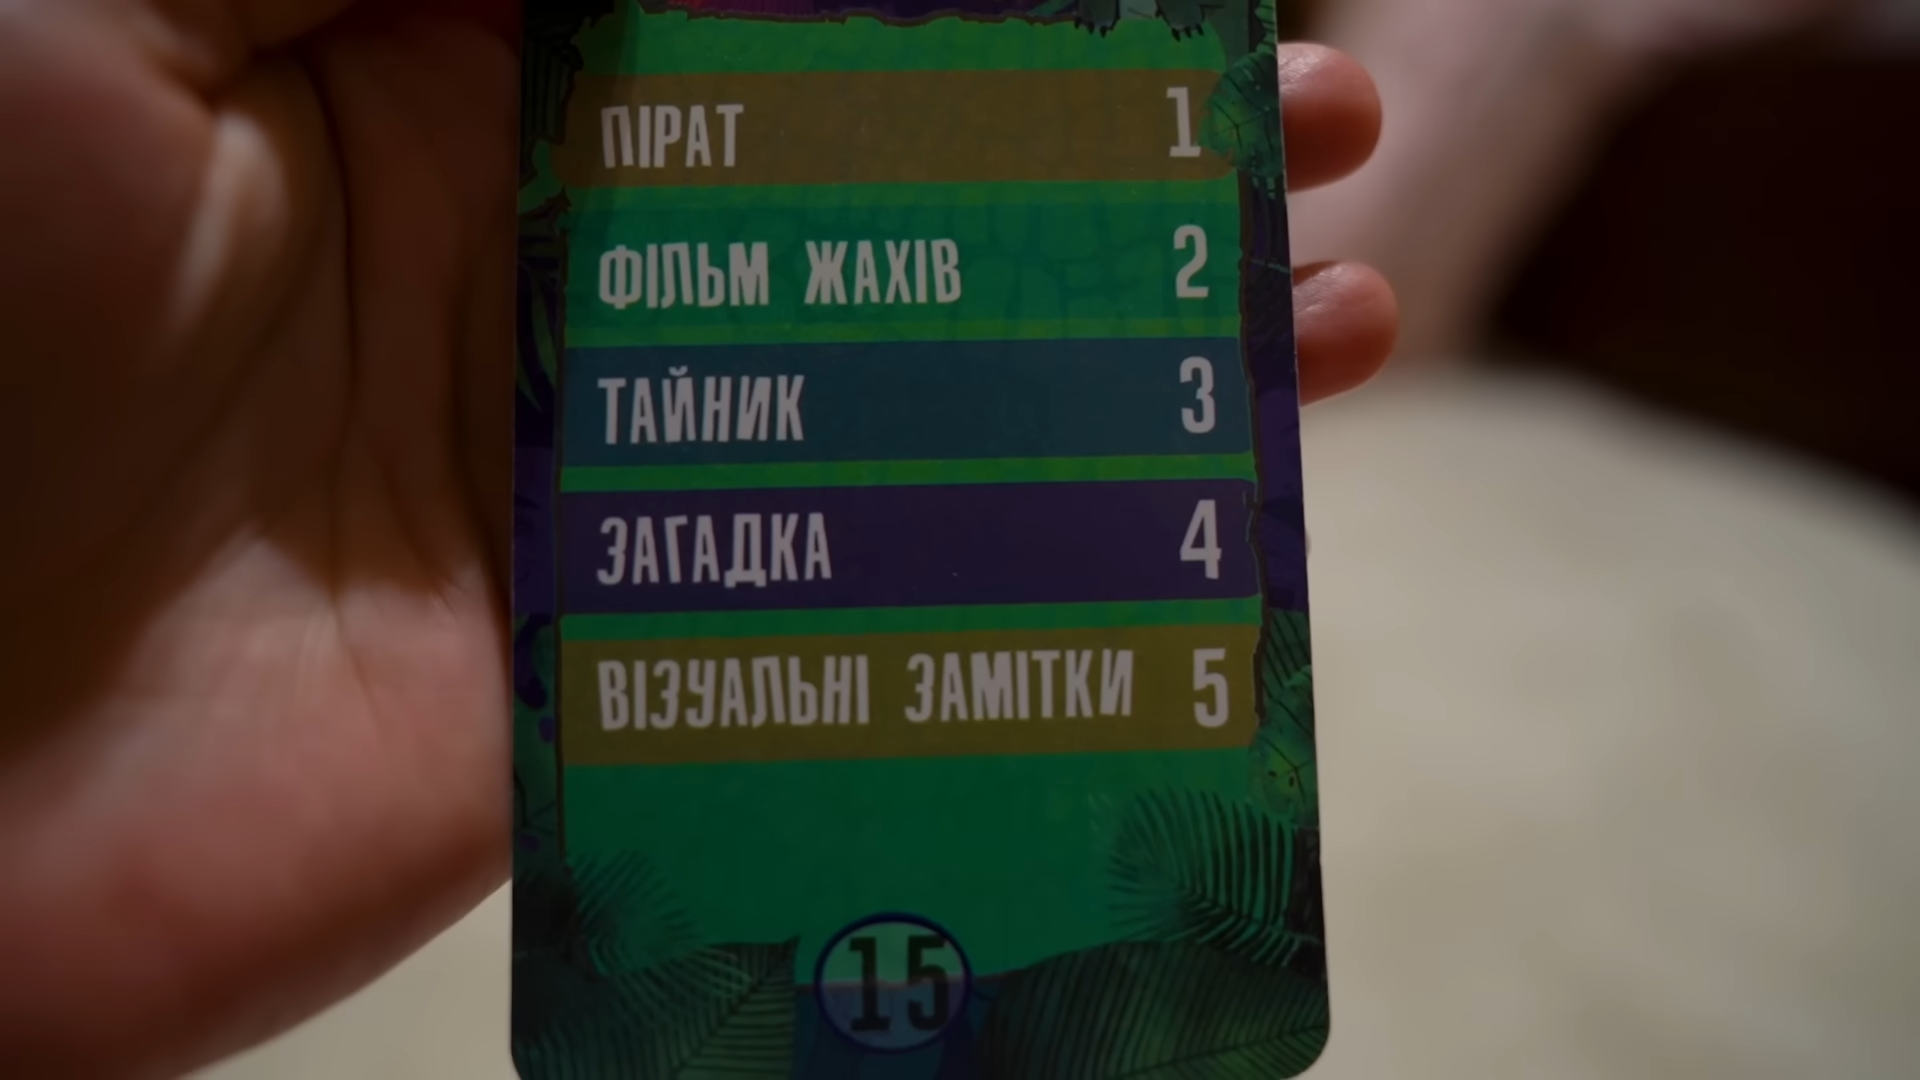 ПІРАТ 1
ФІЛЬМ ЖАХІВ 2
ТАЙНИК 3
ЗАГАДКА 4
ВІЗУАЛЬНІ ЗАМІТКИ 5
15